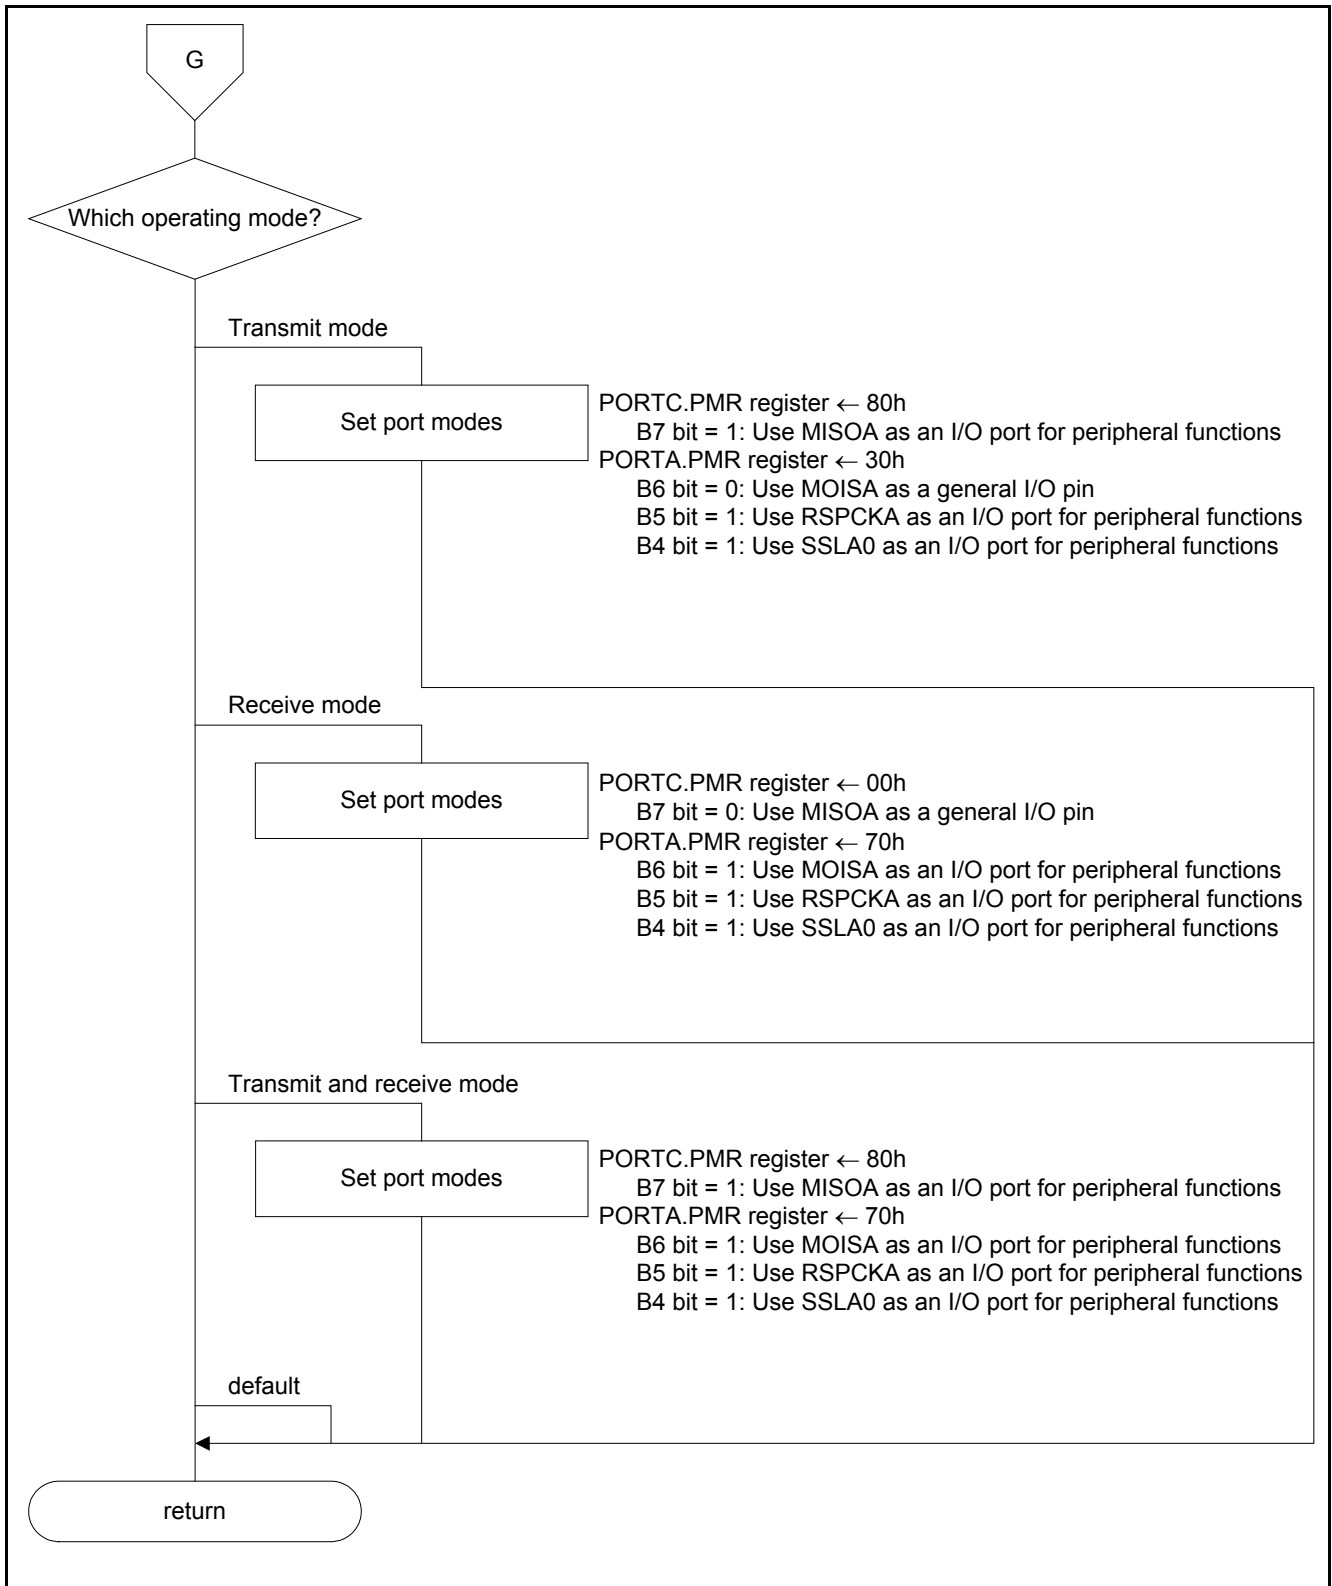 G
Which operating mode?
Transmit mode
Set port modes
PORTC.PMR register ← 80h
B7 bit = 1: Use MISOA as an I/O port for peripheral functions
PORTA.PMR register ← 30h
B6 bit = 0: Use MOISA as a general I/O pin
B5 bit = 1: Use RSPCKA as an I/O port for peripheral functions
B4 bit = 1: Use SSLA0 as an I/O port for peripheral functions
Receive mode
Set port modes
PORTC.PMR register ← 00h
B7 bit = 0: Use MISOA as a general I/O pin
PORTA.PMR register ← 70h
B6 bit = 1: Use MOISA as an I/O port for peripheral functions
B5 bit = 1: Use RSPCKA as an I/O port for peripheral functions
B4 bit = 1: Use SSLA0 as an I/O port for peripheral functions
Transmit and receive mode
Set port modes
PORTC.PMR register ← 80h
B7 bit = 1: Use MISOA as an I/O port for peripheral functions
PORTA.PMR register ← 70h
B6 bit = 1: Use MOISA as an I/O port for peripheral functions
B5 bit = 1: Use RSPCKA as an I/O port for peripheral functions
B4 bit = 1: Use SSLA0 as an I/O port for peripheral functions
default
return